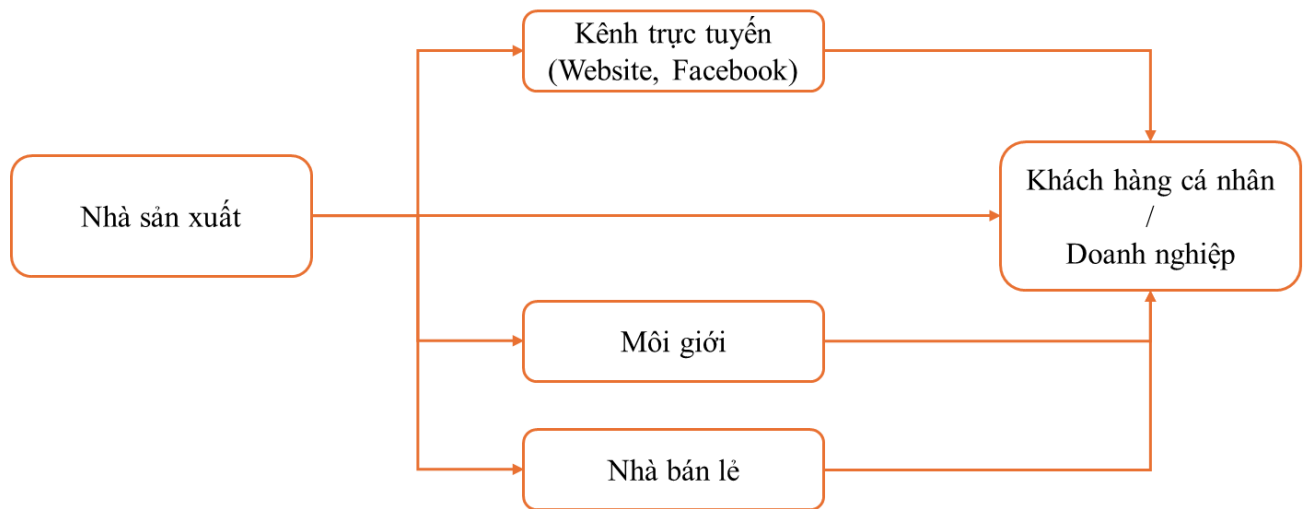 Kênh trực tuyến
(Website, Facebook)
Nhà sản xuất
Khách hàng cá nhân
/
Doanh nghiệp
Môi giới
Nhà bán lẻ